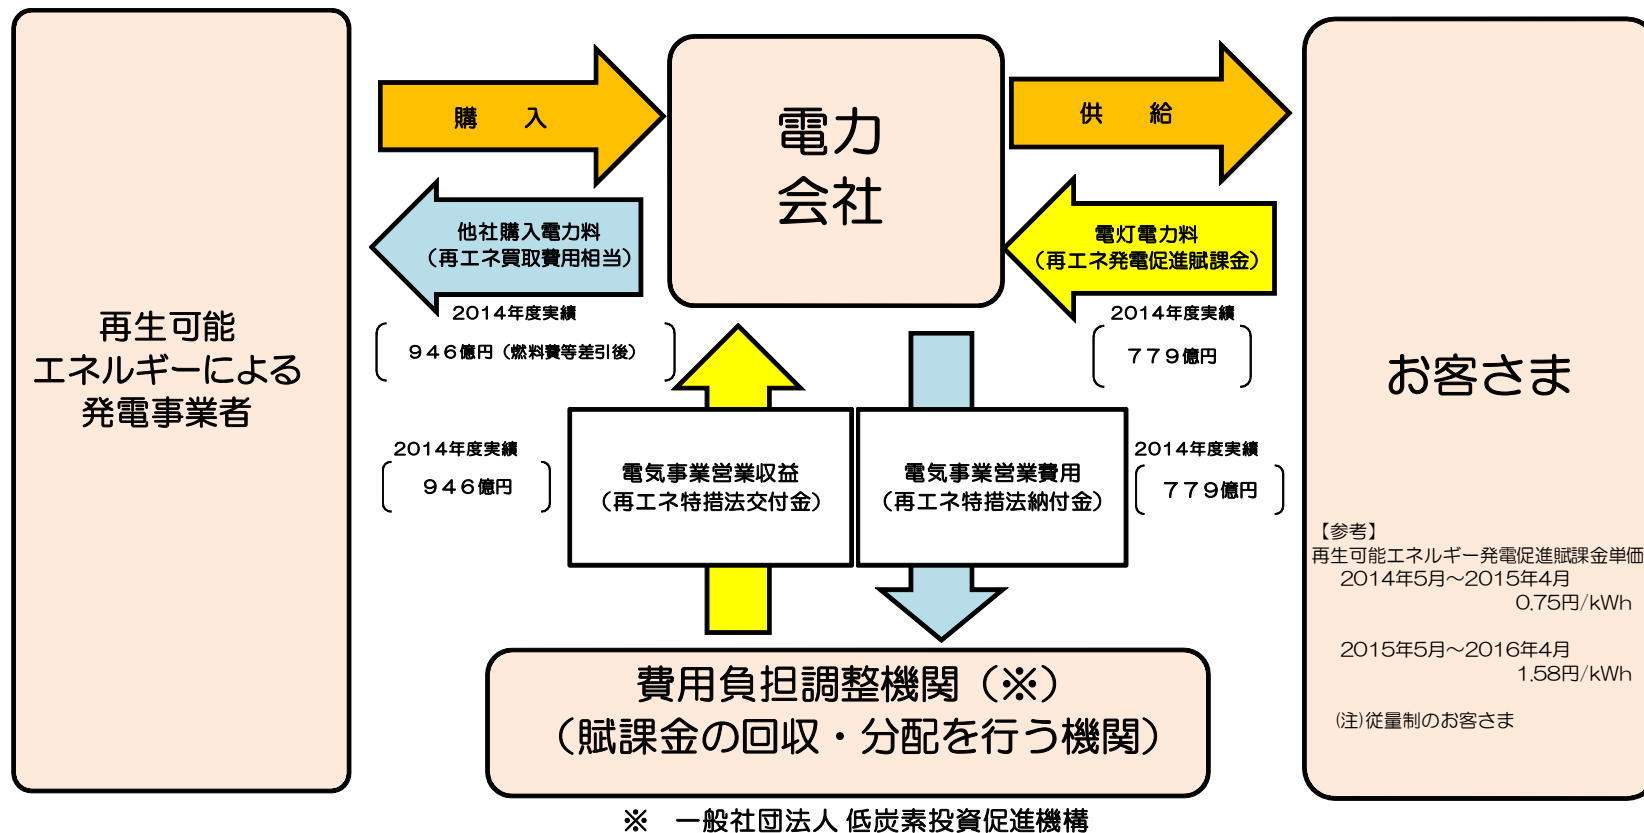 購　入
電力
会社
供　給
他社購入電力料
（再エネ買取費用相当）
電灯電力料
（再エネ発電促進賦課金）
2014年度実績
９４６億円（燃料費等差引後）
2014年度実績
７７９億円
再生可能
エネルギーによる
発電事業者
お客さま
2014年度実績
９４６億円
電気事業営業収益
（再エネ特措法交付金）
電気事業営業費用
（再エネ特措法納付金）
2014年度実績
７７９億円
【参考】
再生可能エネルギー発電促進賦課金単価
2014年5月～2015年4月
0.75円/kWh
2015年5月～2016年4月
1.58円/kWh
(注)従量制のお客さま
費用負担調整機関（※）
（賦課金の回収・分配を行う機関）
※　一般社団法人 低炭素投資促進機構